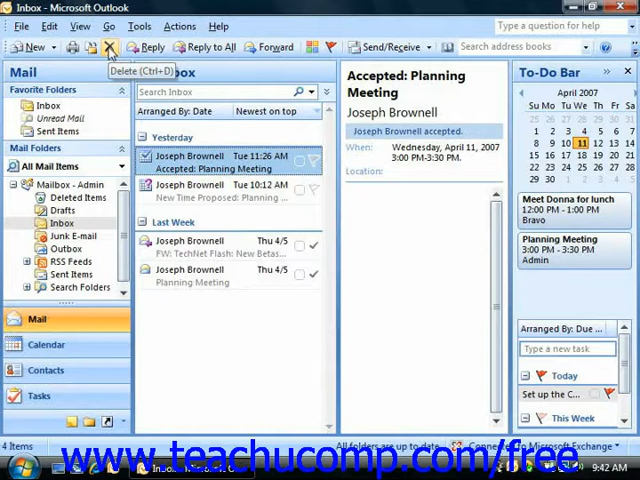 Inbox - Microsoft Outlook
File Edit View Go Tools Actions Help
Type a question for help
New Reply Reply to All Forward Send/Receive Search address books
Delete (Ctrl+D)
Mail
Favorite Folders
Inbox
Unread Mail
Sent Items
Mail Folders
All Mail Items
Mailbox - Admin
Deleted Items
Drafts
Inbox
Junk E-mail
Outbox
RSS Feeds
Sent Items
Search Folders
Mail
Calendar
Contacts
Tasks
box
Search Inbox
Arranged By: Date Newest on top
Yesterday
Joseph Brownell Tue 11:26 AM
Accepted: Planning Meeting
Joseph Brownell Tue 10:12 AM
New Time Proposed: Planning ...
Last Week
Joseph Brownell Thu 4/5
FW: TechNet Flash: New Betas...
Joseph Brownell Thu 4/5
Planning Meeting
Accepted: Planning
Meeting
Joseph Brownell
Joseph Brownell accepted.
When: Wednesday, April 11, 2007
3:00 PM-3:30 PM.
Location:
To-Do Bar
April 2007
Su Mo Tu We Th Fr Sa
25 26 27 28 29 30 31
1 2 3 4 5 6 7
8 9 10 11 12 13 14
15 16 17 18 19 20 21
22 23 24 25 26 27 28
29 30
Meet Donna for lunch
12:00 PM - 1:00 PM
Bravo
Planning Meeting
3:00 PM - 3:30 PM
Admin
Arranged By: Due ...
Type a new task
Today
Set up the C...
This Week
4 Items All folders are up to date. Connected to Microsoft Exchange
www.teachucomp.com/free
Inbox - Microsoft O...
9:42 AM